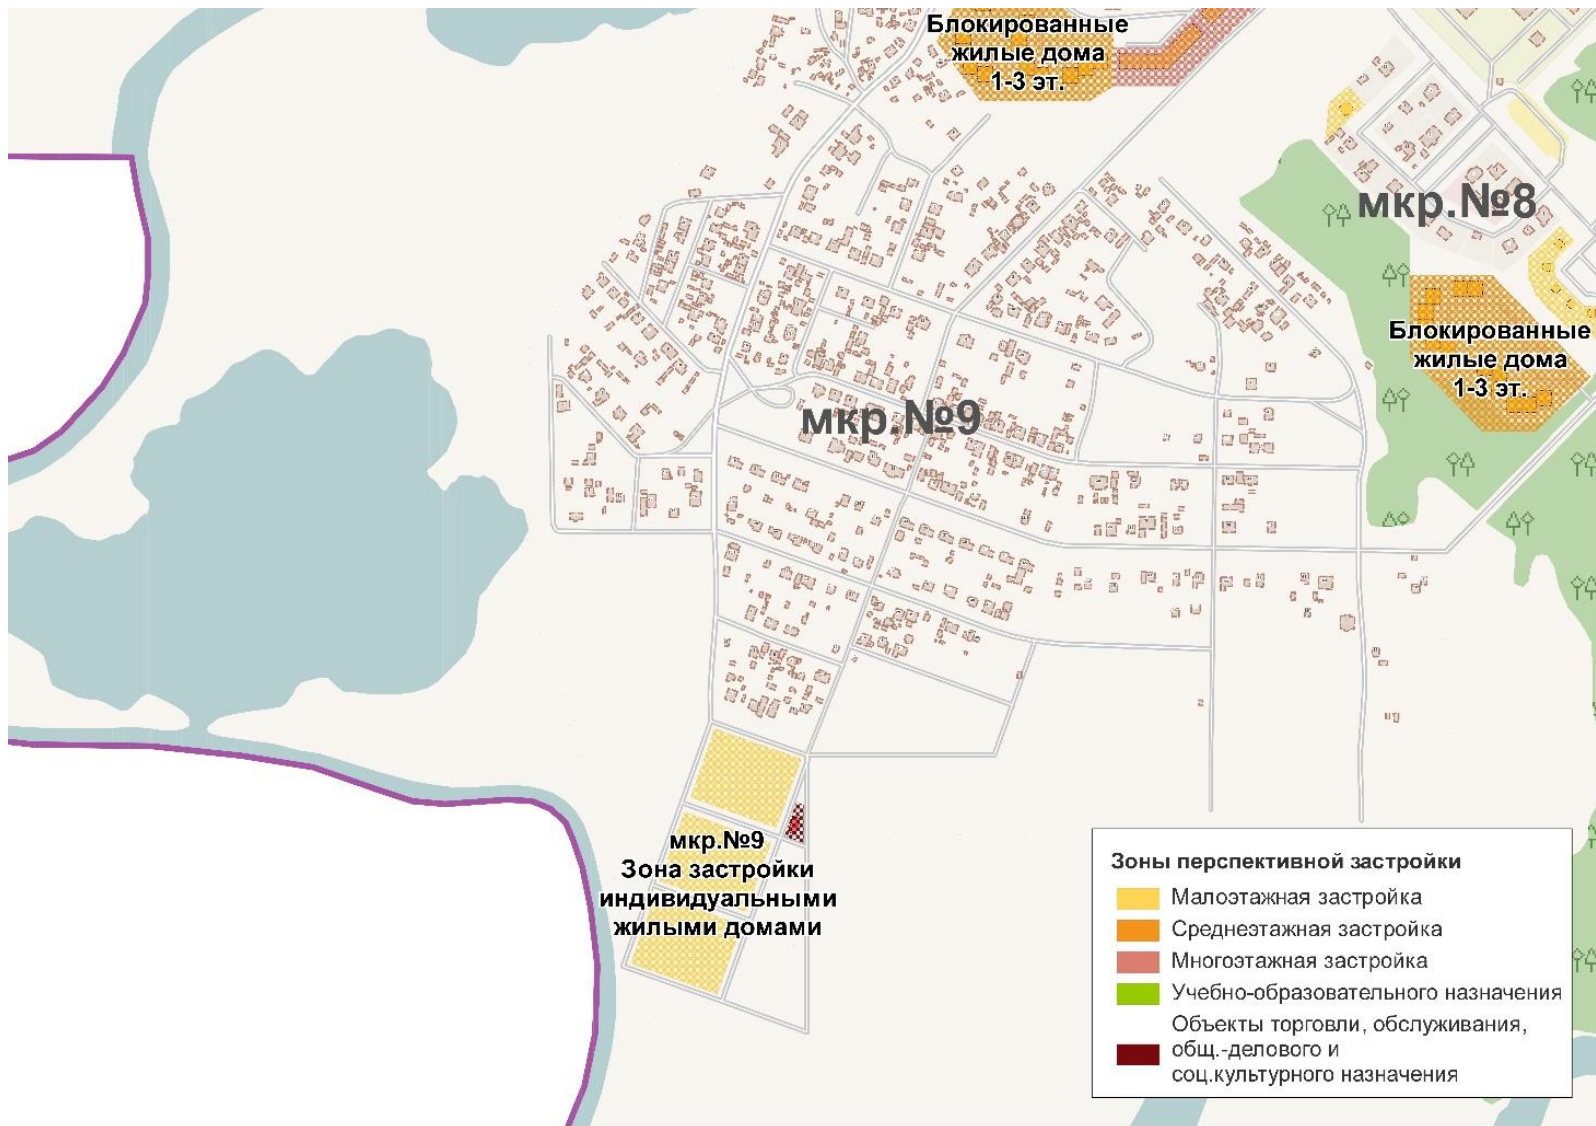 Блокированные
жилые дома
1-3 эт.
мкр.№8
Блокированные
жилые дома
1-3 эт.
мкр.№9
мкр.№9
Зона застройки
индивидуальными
жилыми домами
Зоны перспективной застройки
Малоэтажная застройка
Среднеэтажная застройка
Многоэтажная застройка
Учебно-образовательного назначения
Объекты торговли, обслуживания,
общ.-делового и
соц.культурного назначения